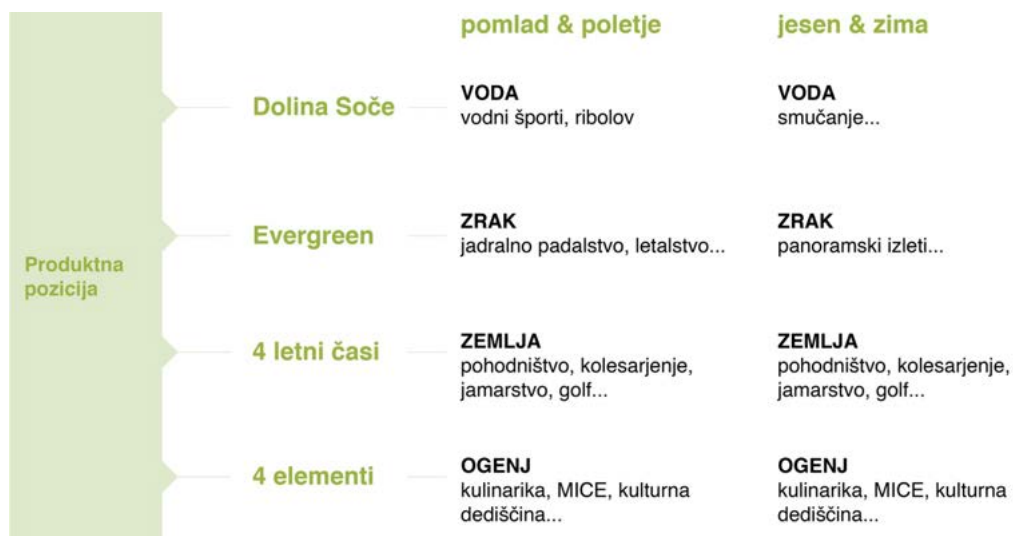 pomlad & poletje
jesen & zima
Dolina Soče
VODA
vodni športi, ribolov
VODA
smučanje...
Evergreen
ZRAK
jadralno padalstvo, letalstvo...
ZRAK
panoramski izleti...
Produktna
pozicija
4 letni časi
ZEMLJA
pohodništvo, kolesarjenje,
jamarstvo, golf...
ZEMLJA
pohodništvo, kolesarjenje,
jamarstvo, golf...
4 elementi
OGENJ
kulinarika, MICE, kulturna
dediščina...
OGENJ
kulinarika, MICE, kulturna
dediščina...